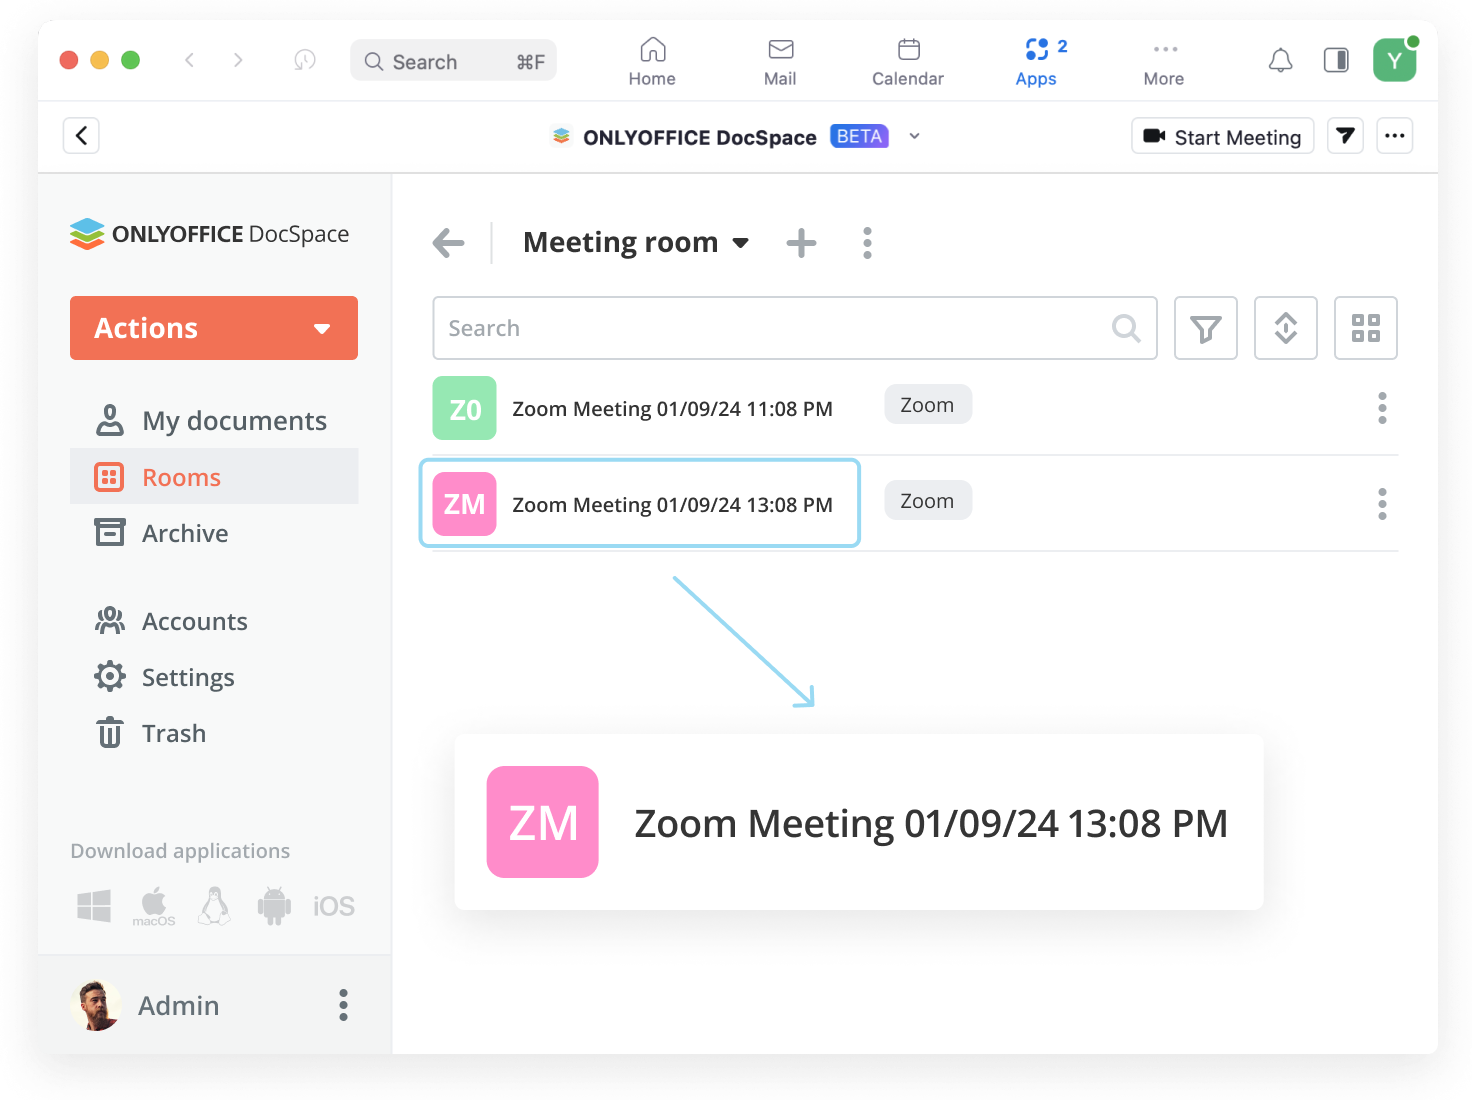 Search ⌘F
Home
Mail
Calendar
Apps 2
More
Y
ONLYOFFICE DocSpace BETA
Start Meeting
ONLYOFFICE DocSpace
Actions
My documents
Rooms
Archive
Accounts
Settings
Trash
Download applications
macOS
iOS
Admin
Meeting room
Search
Z0 Zoom Meeting 01/09/24 11:08 PM Zoom
ZM Zoom Meeting 01/09/24 13:08 PM Zoom
ZM Zoom Meeting 01/09/24 13:08 PM